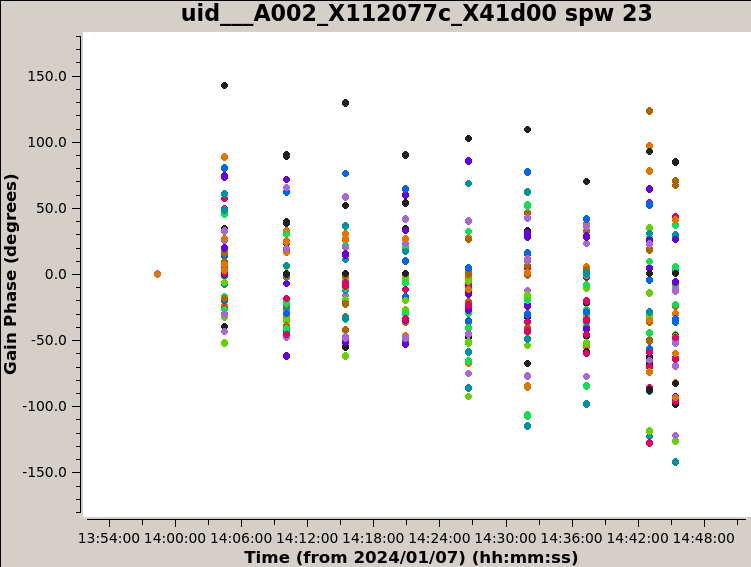 uid___A002_X112077c_X41d00 spw 23
150.0
100.0
50.0
0.0
-50.0
-100.0
-150.0
Gain Phase (degrees)
13:54:00 14:00:00 14:06:00 14:12:00 14:18:00 14:24:00 14:30:00 14:36:00 14:42:00 14:48:00
Time (from 2024/01/07) (hh:mm:ss)